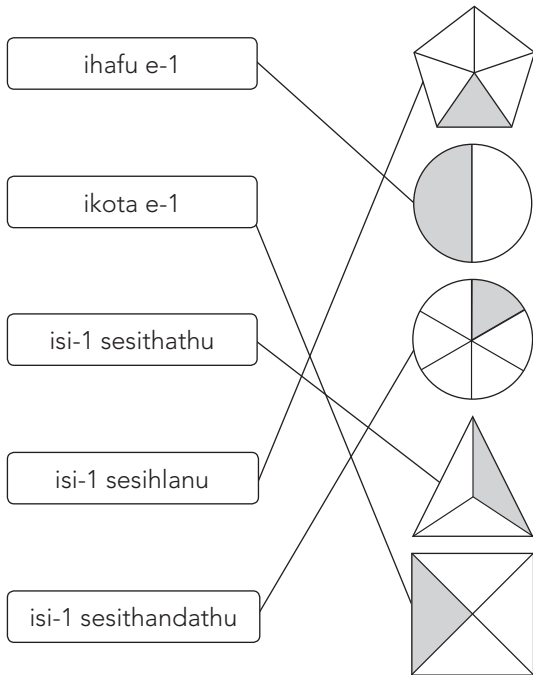 ihafu e-1
ikota e-1
isi-1 sesithathu
isi-1 sesihlanu
isi-1 sesithandathu